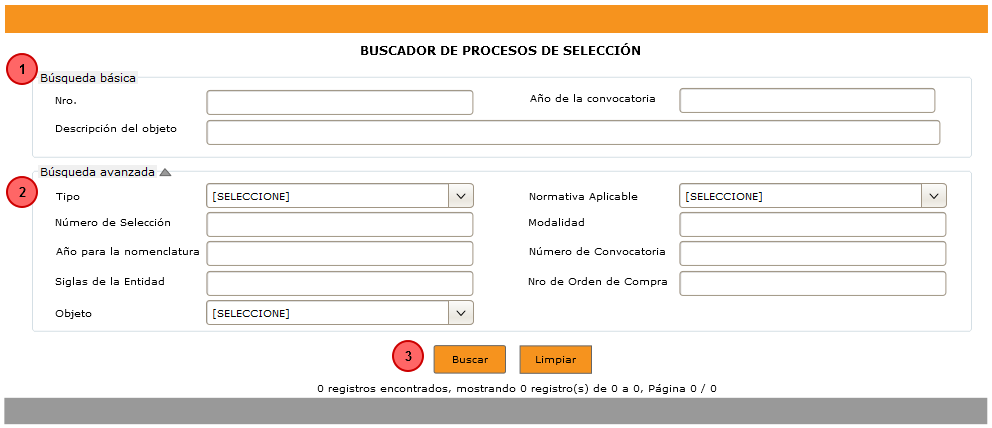 BUSCADOR DE PROCESOS DE SELECCIÓN
1
Búsqueda básica
Nro. Año de la convocatoria
Descripción del objeto
Búsqueda avanzada
2
Tipo [SELECCIONE] Normativa Aplicable [SELECCIONE]
Número de Selección Modalidad
Año para la nomenclatura Número de Convocatoria
Siglas de la Entidad Nro de Orden de Compra
Objeto [SELECCIONE]
3 Buscar Limpiar
0 registros encontrados, mostrando 0 registro(s) de 0 a 0, Página 0 / 0